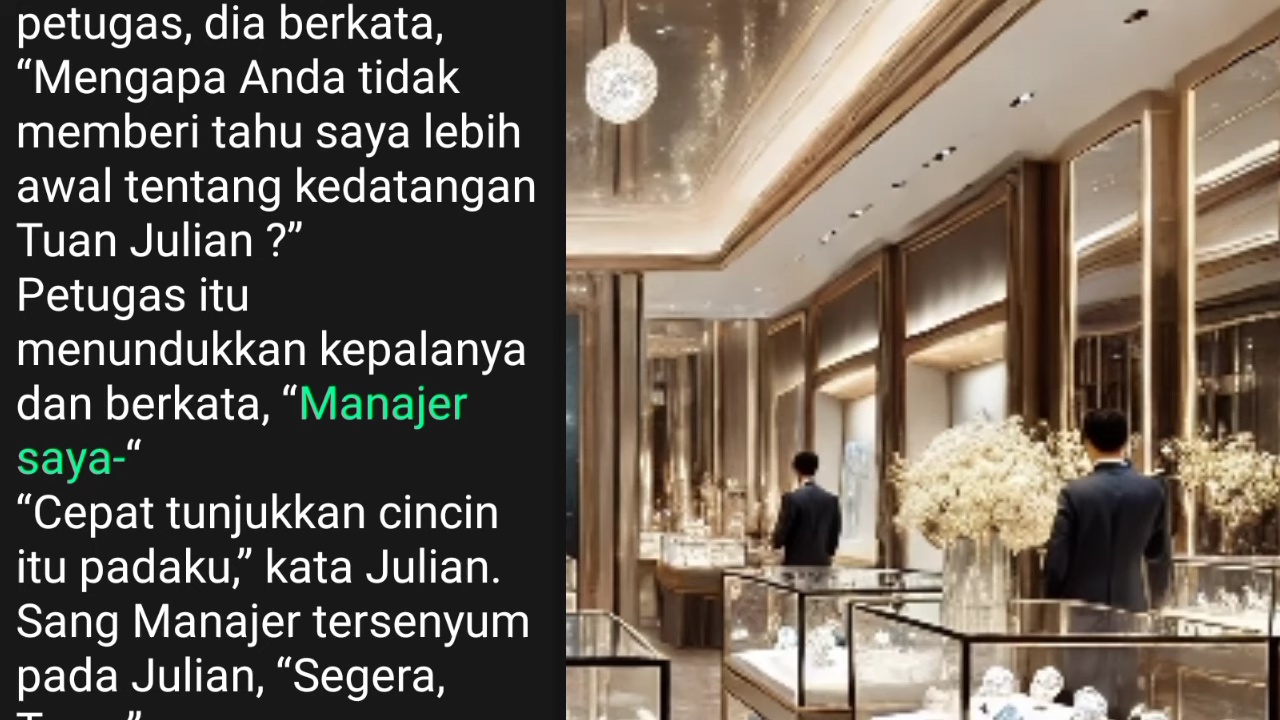 petugas, dia berkata,
“Mengapa Anda tidak
memberi tahu saya lebih
awal tentang kedatangan
Tuan Julian ?”
Petugas itu
menundukkan kepalanya
dan berkata, “Manajer
saya-“
“Cepat tunjukkan cincin
itu padaku,” kata Julian.
Sang Manajer tersenyum
pada Julian, “Segera,